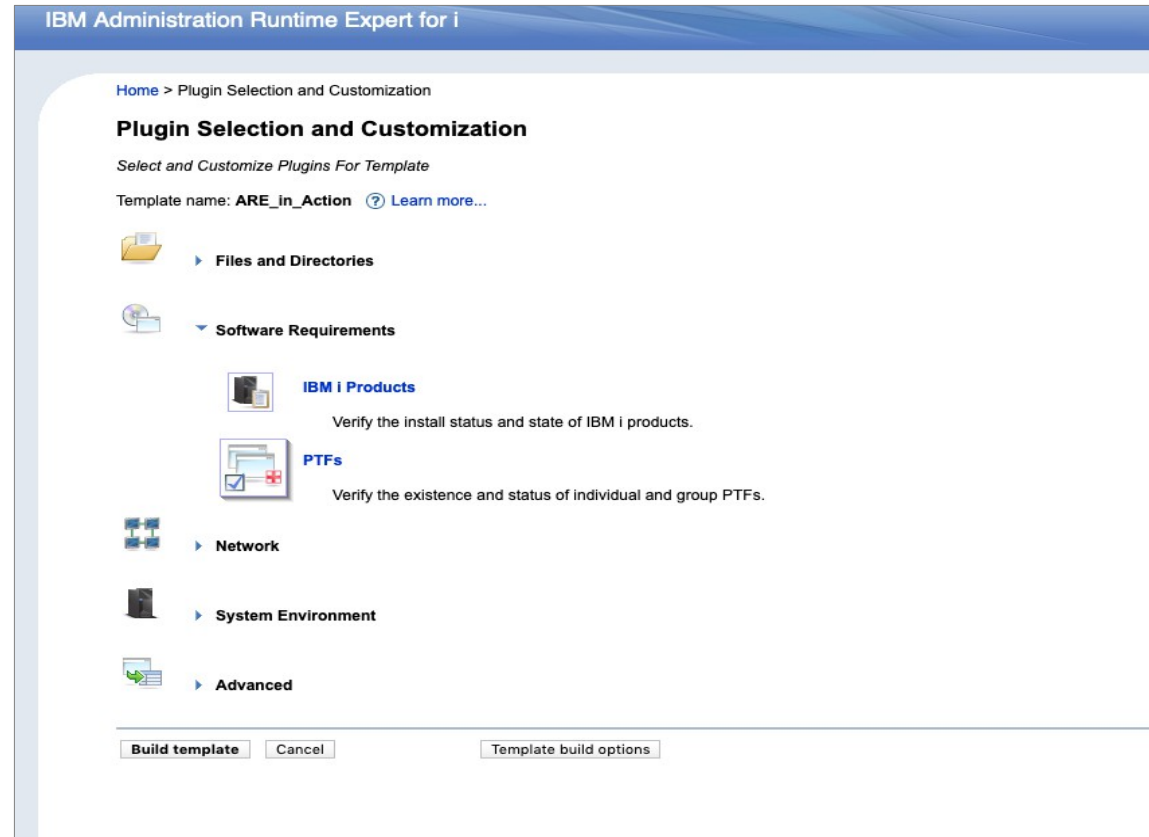 IBM Administration Runtime Expert for i
Home > Plugin Selection and Customization
Plugin Selection and Customization
Select and Customize Plugins For Template
Template name: ARE_in_Action ? Learn more...
Files and Directories
Software Requirements
IBM i Products
Verify the install status and state of IBM i products.
PTFs
Verify the existence and status of individual and group PTFs.
Network
System Environment
Advanced
Build template Cancel Template build options